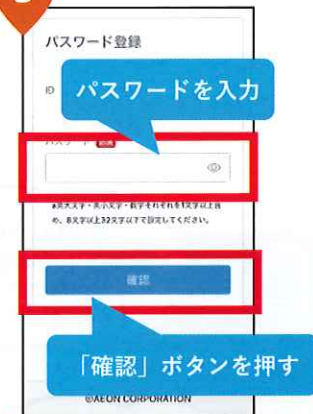 パスワード登録
ID
パスワードを入力
パスワード 必須
※英大文字・英小文字・数字それぞれを1文字以上含
め、8文字以上32文字以下で設定してください。
確認
「確認」ボタンを押す
©AEON CORPORATION